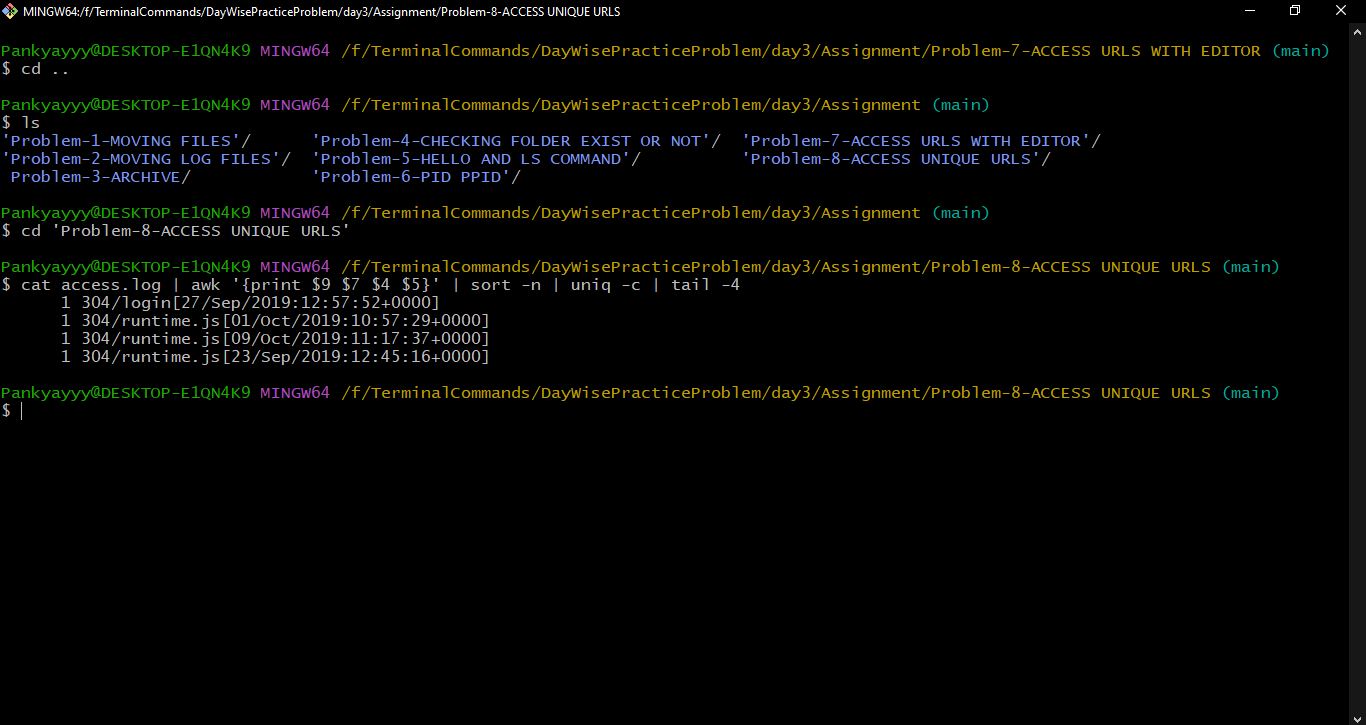 MINGW64:/f/TerminalCommands/DayWisePracticeProblem/day3/Assignment/Problem-8-ACCESS UNIQUE URLS
Pankyayyy@DESKTOP-E1QN4K9 MINGW64 /f/TerminalCommands/DayWisePracticeProblem/day3/Assignment/Problem-7-ACCESS URLS WITH EDITOR (main)
$ cd ..
Pankyayyy@DESKTOP-E1QN4K9 MINGW64 /f/TerminalCommands/DayWisePracticeProblem/day3/Assignment (main)
$ ls
'Problem-1-MOVING FILES'/ 'Problem-4-CHECKING FOLDER EXIST OR NOT'/ 'Problem-7-ACCESS URLS WITH EDITOR'/
'Problem-2-MOVING LOG FILES'/ 'Problem-5-HELLO AND LS COMMAND'/ 'Problem-8-ACCESS UNIQUE URLS'/
Problem-3-ARCHIVE/ 'Problem-6-PID PPID'/
Pankyayyy@DESKTOP-E1QN4K9 MINGW64 /f/TerminalCommands/DayWisePracticeProblem/day3/Assignment (main)
$ cd 'Problem-8-ACCESS UNIQUE URLS'
Pankyayyy@DESKTOP-E1QN4K9 MINGW64 /f/TerminalCommands/DayWisePracticeProblem/day3/Assignment/Problem-8-ACCESS UNIQUE URLS (main)
$ cat access.log | awk '{print $9 $7 $4 $5}' | sort -n | uniq -c | tail -4
1 304/login[27/Sep/2019:12:57:52+0000]
1 304/runtime.js[01/Oct/2019:10:57:29+0000]
1 304/runtime.js[09/Oct/2019:11:17:37+0000]
1 304/runtime.js[23/Sep/2019:12:45:16+0000]
Pankyayyy@DESKTOP-E1QN4K9 MINGW64 /f/TerminalCommands/DayWisePracticeProblem/day3/Assignment/Problem-8-ACCESS UNIQUE URLS (main)
$